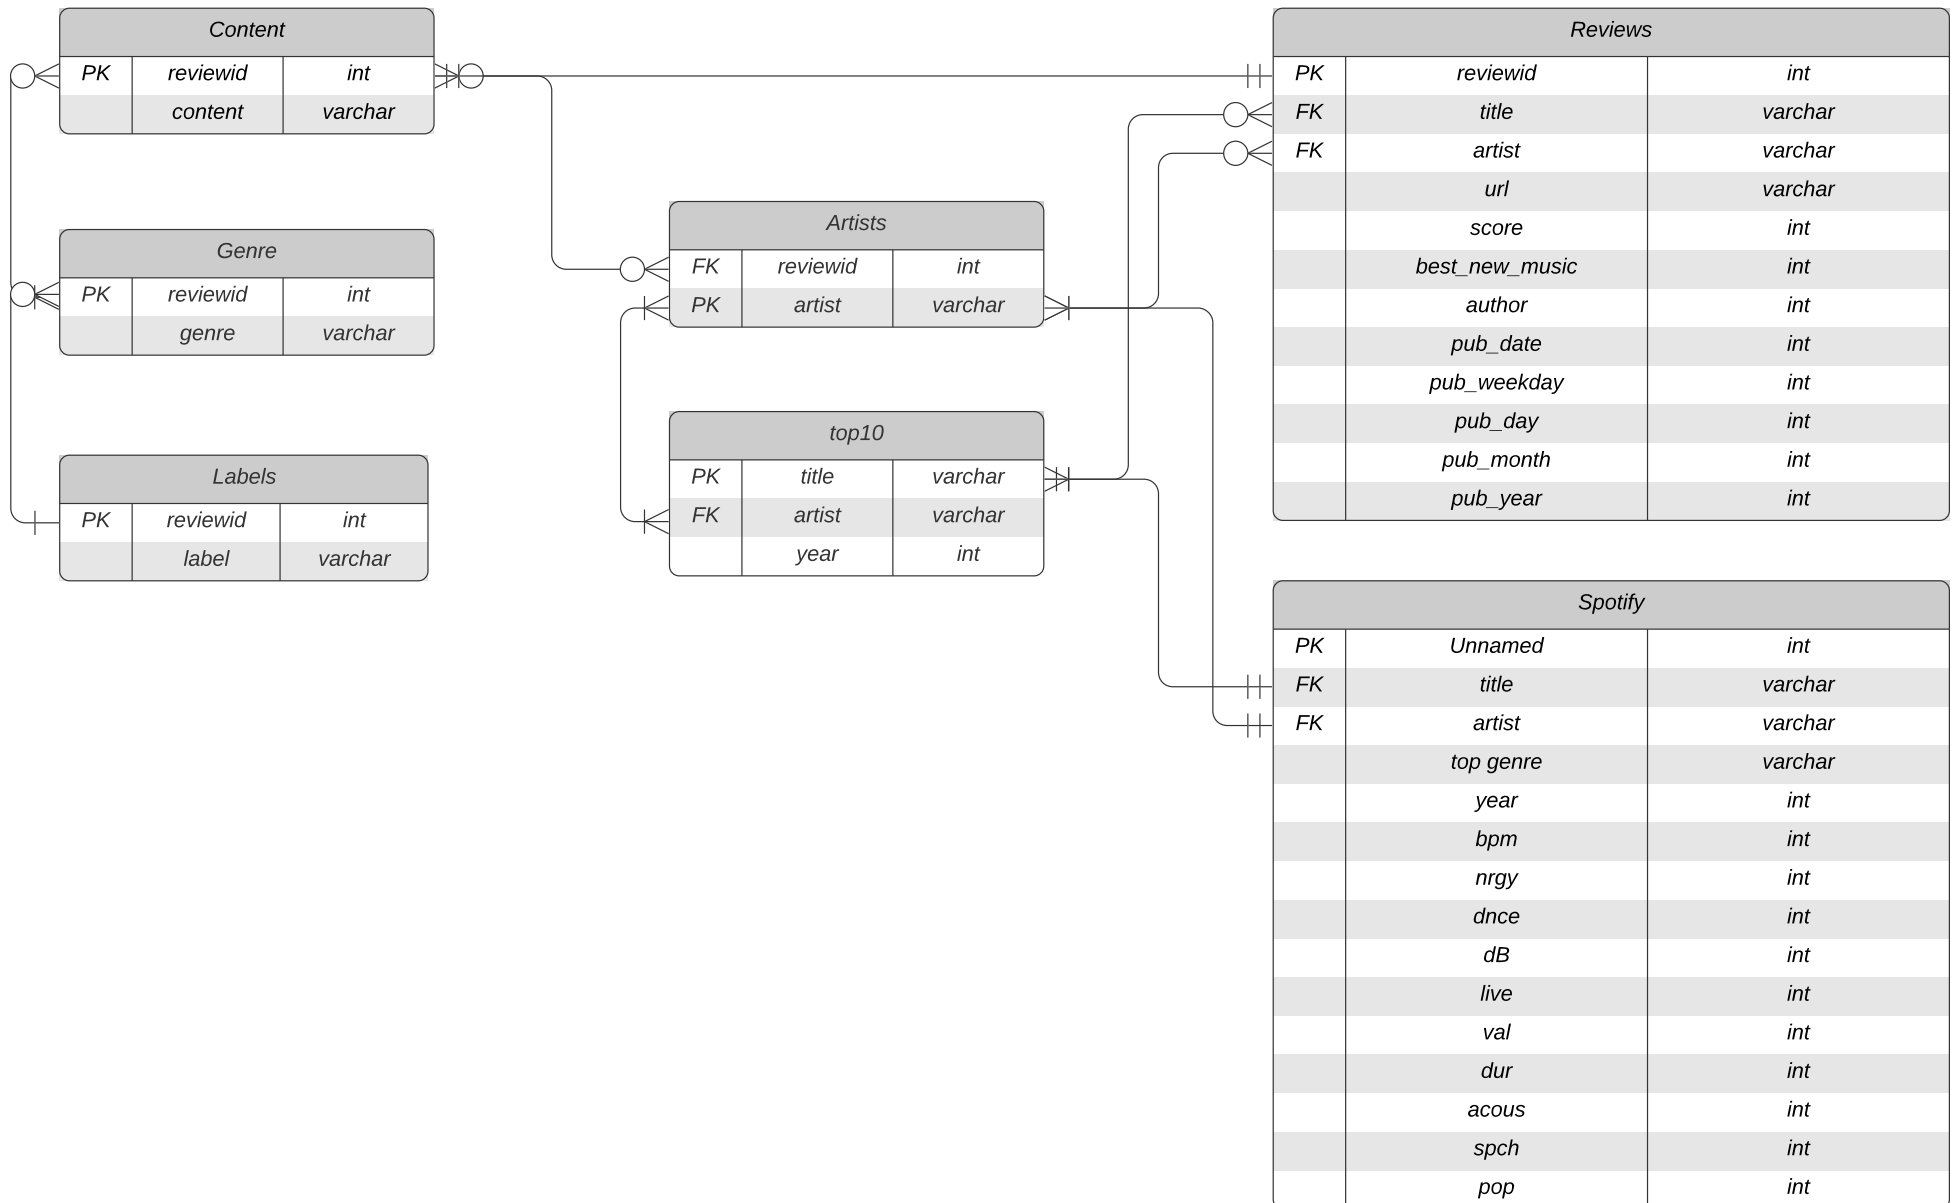 Content
PK reviewid int
content varchar
Genre
PK reviewid int
genre varchar
Labels
PK reviewid int
label varchar
Artists
FK reviewid int
PK artist varchar
top10
PK title varchar
FK artist varchar
year int
Reviews
PK reviewid int
FK title varchar
FK artist varchar
url varchar
score int
best_new_music int
author int
pub_date int
pub_weekday int
pub_day int
pub_month int
pub_year int
Spotify
PK Unnamed int
FK title varchar
FK artist varchar
top genre varchar
year int
bpm int
nrgy int
dnce int
dB int
live int
val int
dur int
acous int
spch int
pop int